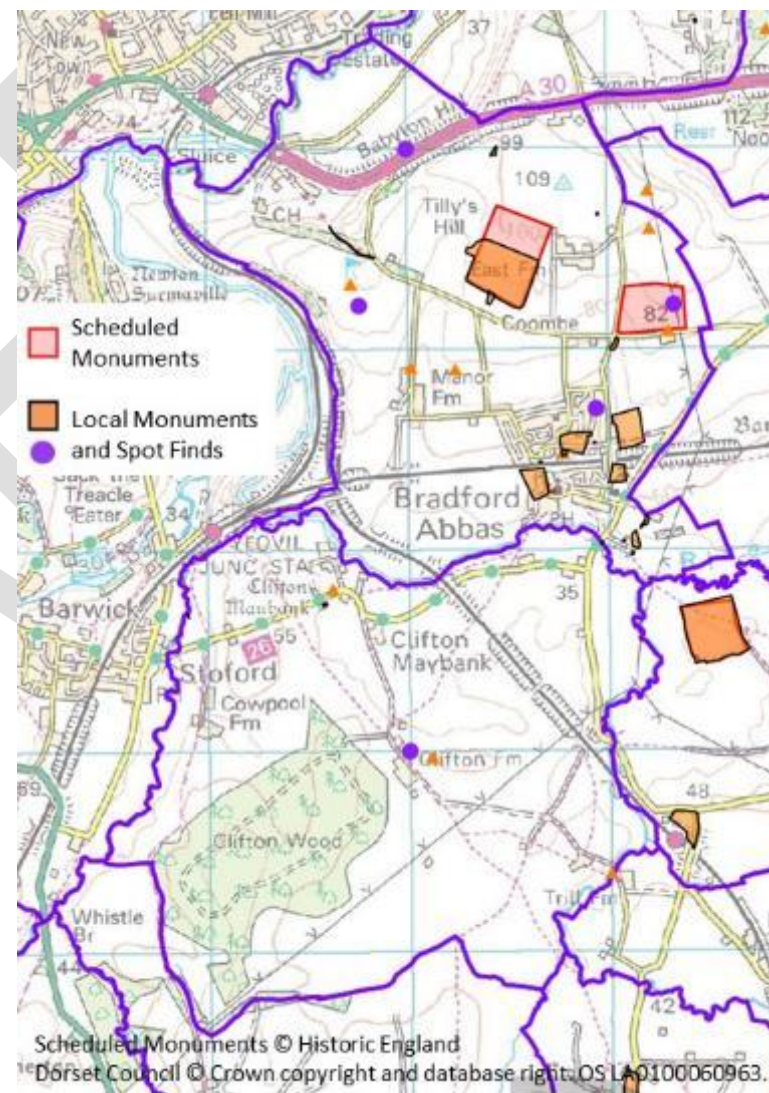 New
Town
Trading
Estate
37
A 30
74
Sluice
Babylon
99
112
109
Tilly's
Hill
CH
Newton
Surmaville
East Fm
82
Coombe
Scheduled
Monuments
Manor
Fm
Local Monuments
and Spot Finds
Treacle
Eater
34
Bradford
Abbas
YEOVIL
JUNC STA
Clifton
Maubank
35
30
Barwick
55
26
Clifton
Maybank
Stoford
Cowpool
Fm
Clifton Fm
48
Clifton Wood
Trill Fm
Whistle
Br
44
42
Scheduled Monuments © Historic England
Dorset Council © Crown copyright and database right. OS LA0100060963.